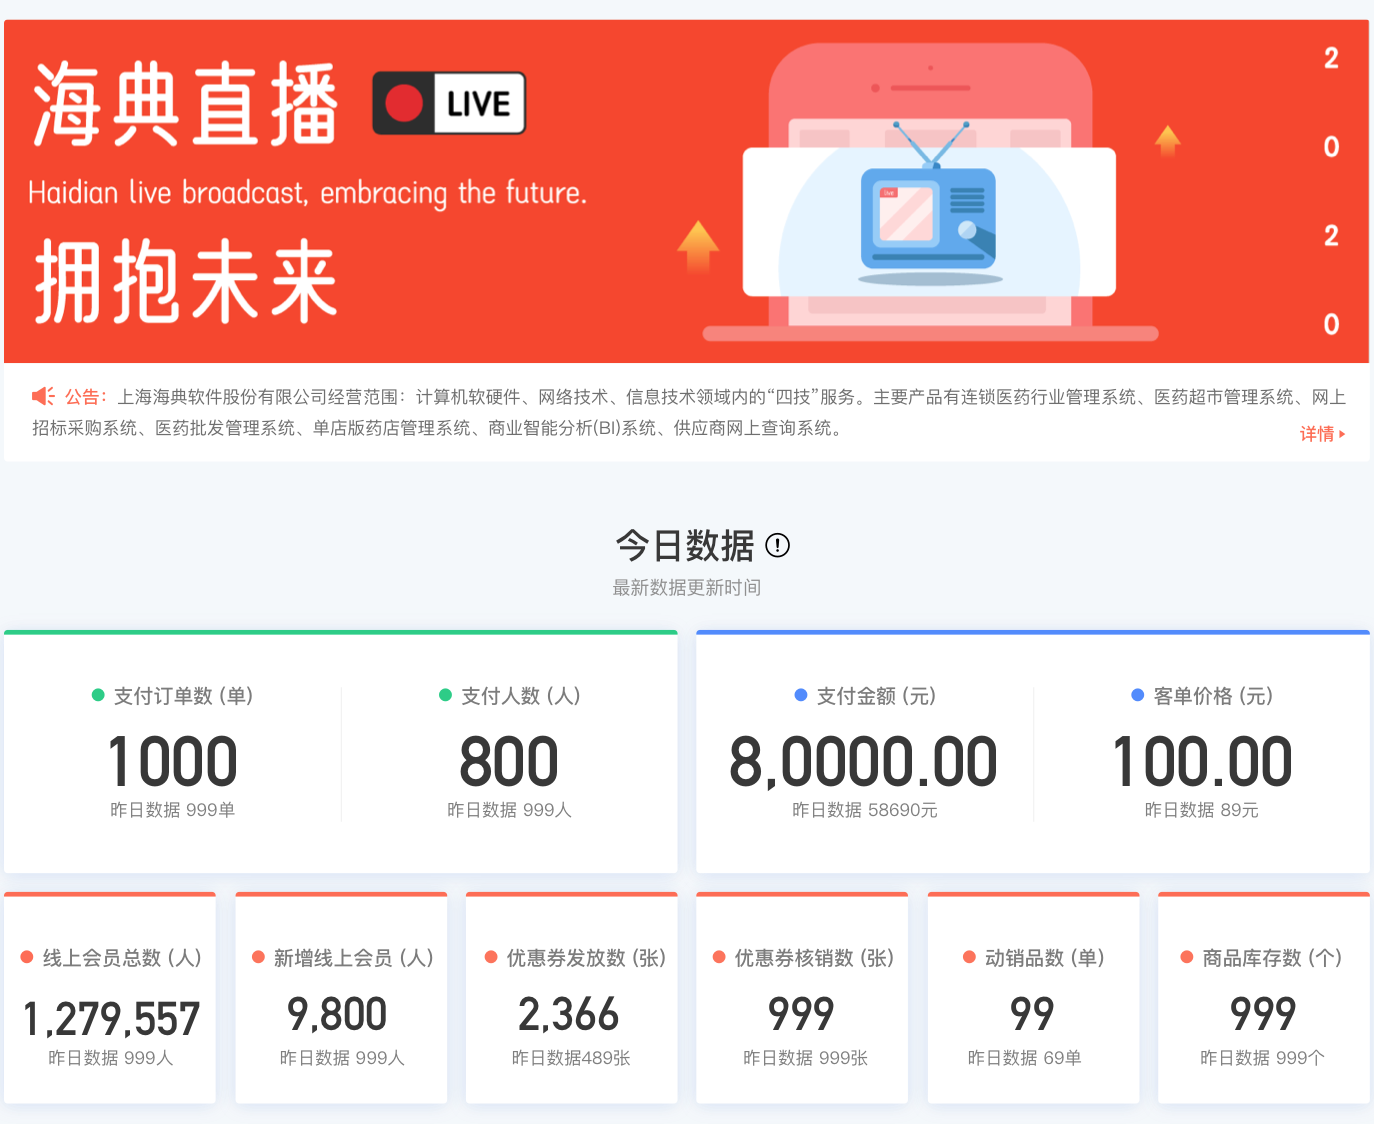 海典直播 LIVE
Haidian live broadcast, embracing the future.
拥抱未来
live
2
0
2
0
公告：上海海典软件股份有限公司经营范围：计算机软硬件、网络技术、信息技术领域内的“四技”服务。主要产品有连锁医药行业管理系统、医药超市管理系统、网上
招标采购系统、医药批发管理系统、单店版药店管理系统、商业智能分析(BI)系统、供应商网上查询系统。
详情
今日数据
最新数据更新时间
支付订单数 (单)
1000
昨日数据 999单
支付人数 (人)
800
昨日数据 999人
支付金额 (元)
8,0000.00
昨日数据 58690元
客单价格 (元)
100.00
昨日数据 89元
线上会员总数 (人)
1,279,557
昨日数据 999人
新增线上会员 (人)
9,800
昨日数据 999人
优惠券发放数 (张)
2,366
昨日数据489张
优惠券核销数 (张)
999
昨日数据 999张
动销品数 (单)
99
昨日数据 69单
商品库存数 (个)
999
昨日数据 999个